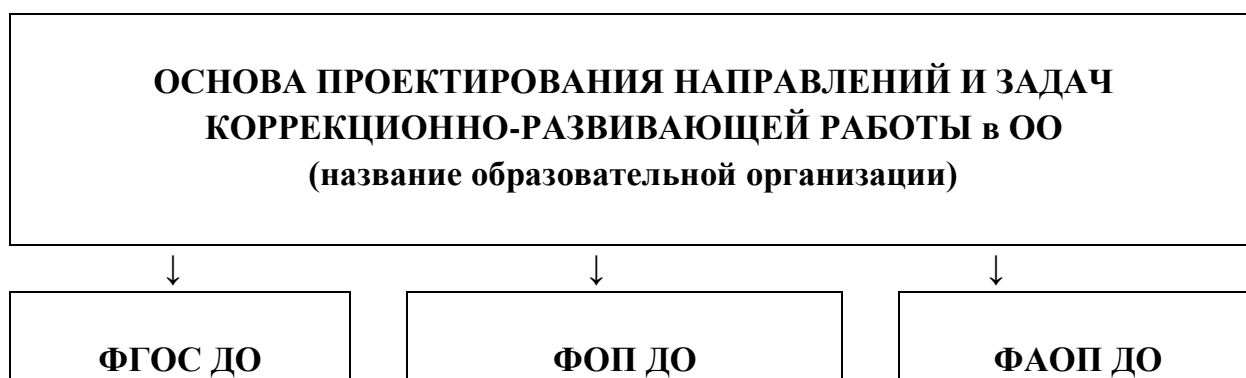 ОСНОВА ПРОЕКТИРОВАНИЯ НАПРАВЛЕНИЙ И ЗАДАЧ
КОРРЕКЦИОННО-РАЗВИВАЮЩЕЙ РАБОТЫ в ОО
(название образовательной организации)
↓ ↓ ↓
ФГОС ДО ФОП ДО ФАОП ДО